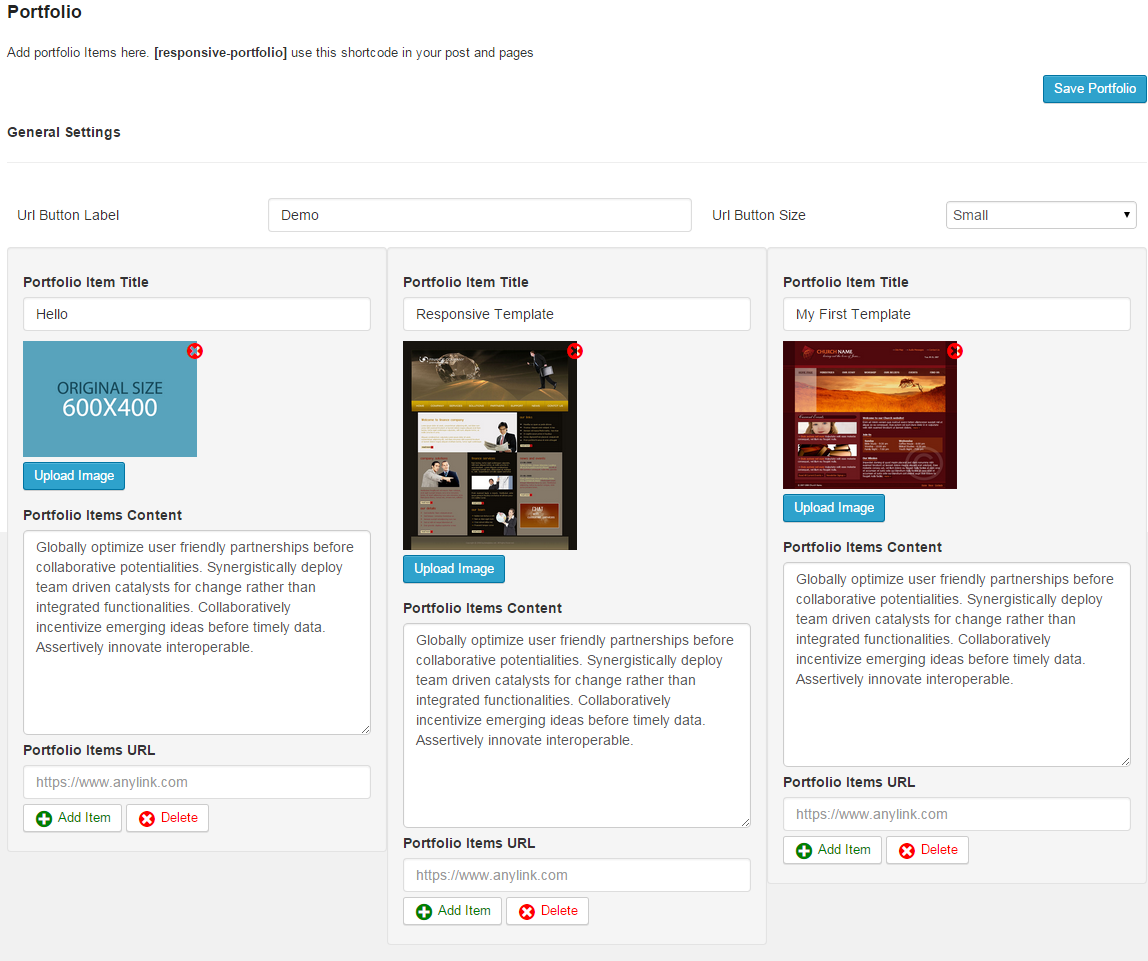 Portfolio
Add portfolio Items here. [responsive-portfolio] use this shortcode in your post and pages
Save Portfolio
General Settings
Url Button Label
Demo
Url Button Size
Small
Portfolio Item Title
Hello
ORIGINAL SIZE
600X400
Upload Image
Portfolio Items Content
Globally optimize user friendly partnerships before
collaborative potentialities. Synergistically deploy
team driven catalysts for change rather than
integrated functionalities. Collaboratively
incentivize emerging ideas before timely data.
Assertively innovate interoperable.
Portfolio Items URL
https://www.anylink.com
Add Item
Delete
Portfolio Item Title
Responsive Template
Upload Image
Portfolio Items Content
Globally optimize user friendly partnerships before
collaborative potentialities. Synergistically deploy
team driven catalysts for change rather than
integrated functionalities. Collaboratively
incentivize emerging ideas before timely data.
Assertively innovate interoperable.
Portfolio Items URL
https://www.anylink.com
Add Item
Delete
Portfolio Item Title
My First Template
CHURCH NAME
Upload Image
Portfolio Items Content
Globally optimize user friendly partnerships before
collaborative potentialities. Synergistically deploy
team driven catalysts for change rather than
integrated functionalities. Collaboratively
incentivize emerging ideas before timely data.
Assertively innovate interoperable.
Portfolio Items URL
https://www.anylink.com
Add Item
Delete